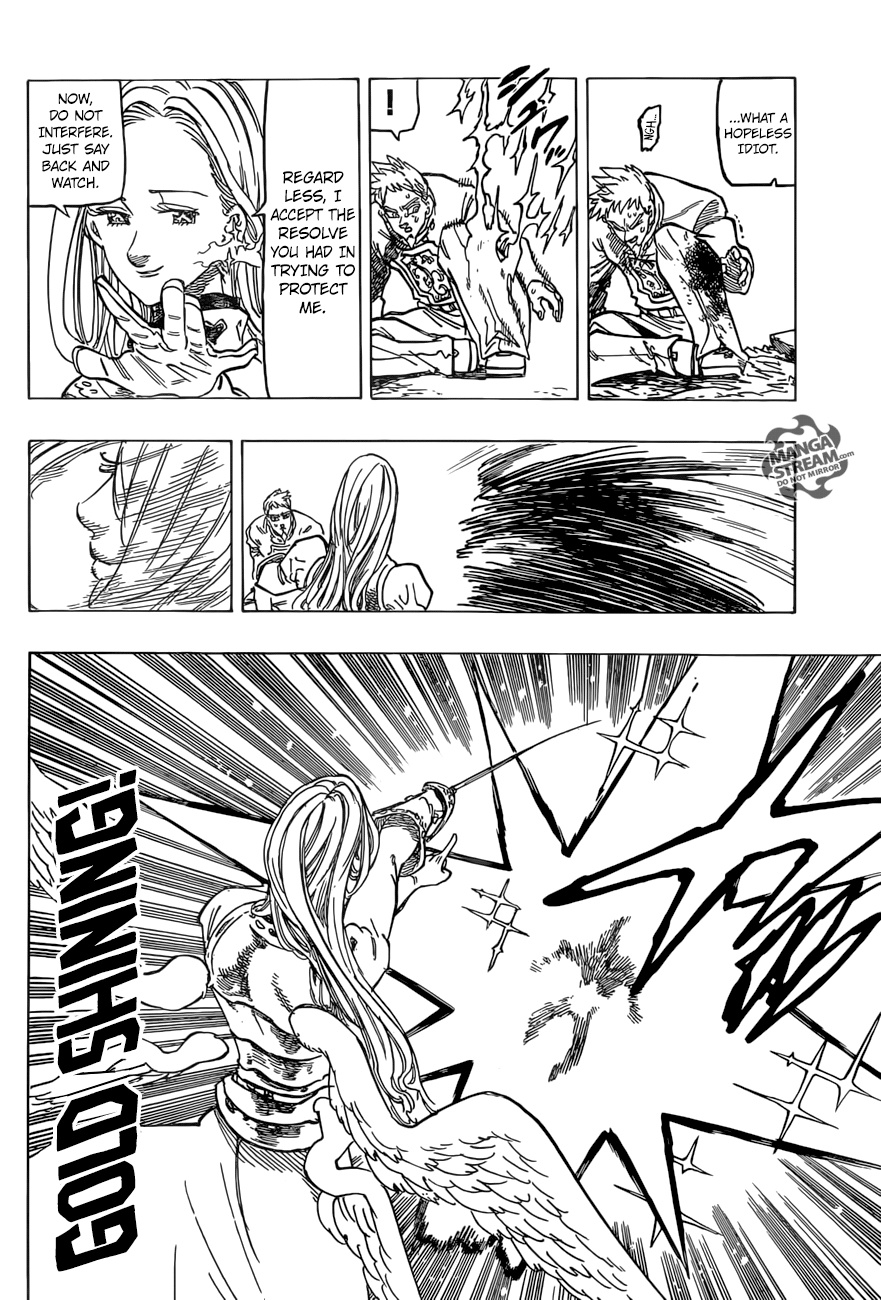 ...WHAT A
HOPELESS
IDIOT.
NGH...
!
REGARD
LESS, I
ACCEPT THE
RESOLVE
YOU HAD IN
TRYING TO
PROTECT
ME.
NOW,
DO NOT
INTERFERE.
JUST SAY
BACK AND
WATCH.
MANGA
STREAM.com
DO NOT MIRROR
GOLD SHINING!